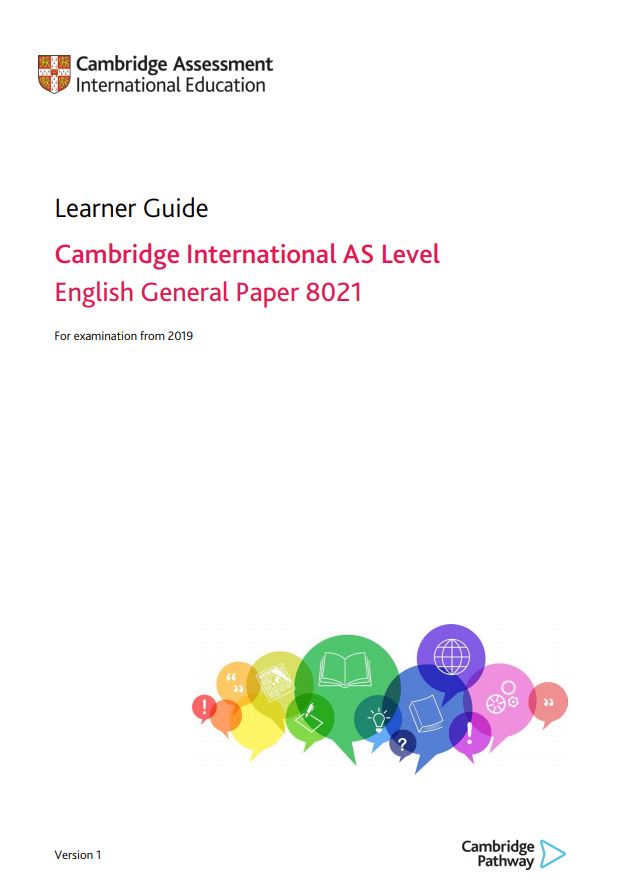 Cambridge Assessment
International Education
Learner Guide
Cambridge International AS Level
English General Paper 8021
For examination from 2019
“ ”
!
?
!
”
Version 1
Cambridge
Pathway